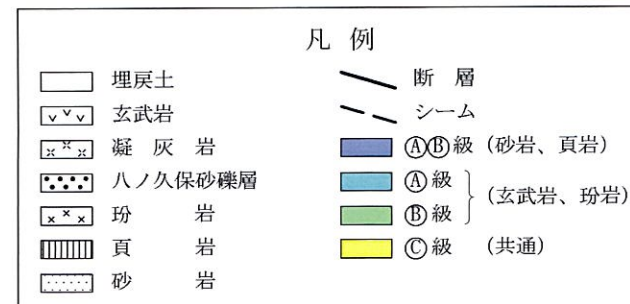 凡例
埋戻土
玄武岩
凝灰岩
八ノ久保砂礫層
玢岩
頁岩
砂岩
断層
シーム
ⒶⒷ級（砂岩、頁岩）
Ⓐ級
Ⓑ級
（玄武岩、玢岩）
Ⓒ級（共通）